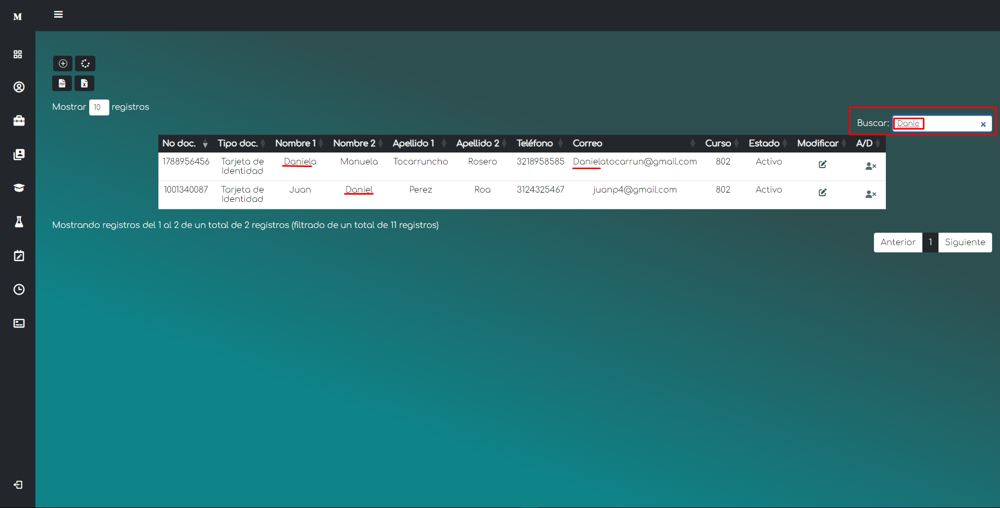 M
PDF
X
Mostrar 10 registros
Buscar: Danie
No doc. Tipo doc. Nombre 1 Nombre 2 Apellido 1 Apellido 2 Teléfono Correo Curso Estado Modificar A/D
1788956456 Tarjeta de Identidad Daniela Manuela Tocarruncho Rosero 3218958585 Danielatocarrun@gmail.com 802 Activo
1001340087 Tarjeta de Identidad Juan Daniel Perez Roa 3124325467 juanp4@gmail.com 802 Activo
Mostrando registros del 1 al 2 de un total de 2 registros (filtrado de un total de 11 registros)
Anterior 1 Siguiente